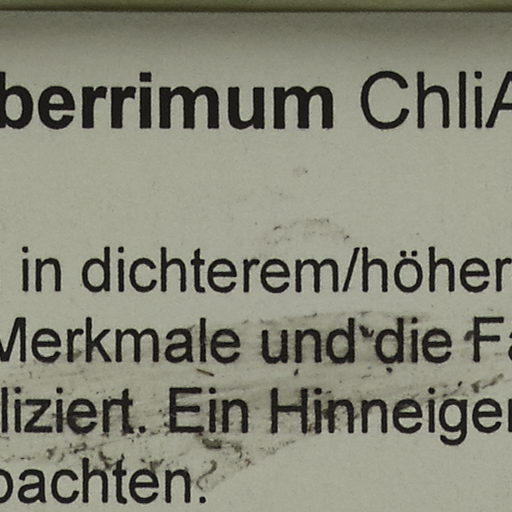 berrimum ChliA
in dichterem/höher
Merkmale und die Fa
liziert. Ein Hinneiger
bachten.